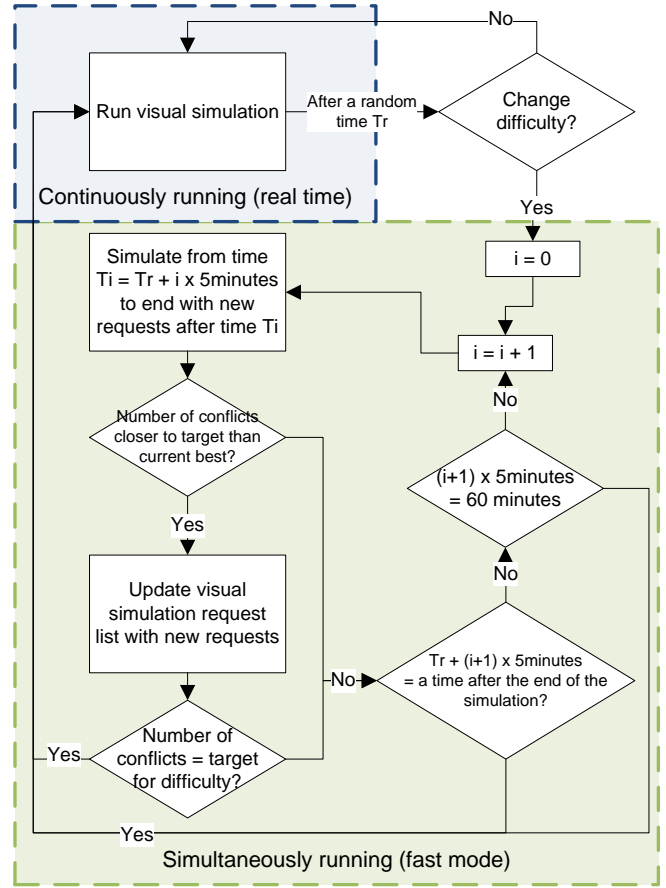 No
Run visual simulation
After a random
time Tr
Change
difficulty?
Continuously running (real time)
Yes
i = 0
Simulate from time
Ti = Tr + i x 5minutes
to end with new
requests after time Ti
i = i + 1
No
Number of conflicts
closer to target than
current best?
(i+1) x 5minutes
= 60 minutes
Yes
No
Update visual
simulation request
list with new requests
Tr + (i+1) x 5minutes
= a time after the end of the
simulation?
No
Number of
conflicts = target
for difficulty?
Yes
Yes
Simultaneously running (fast mode)